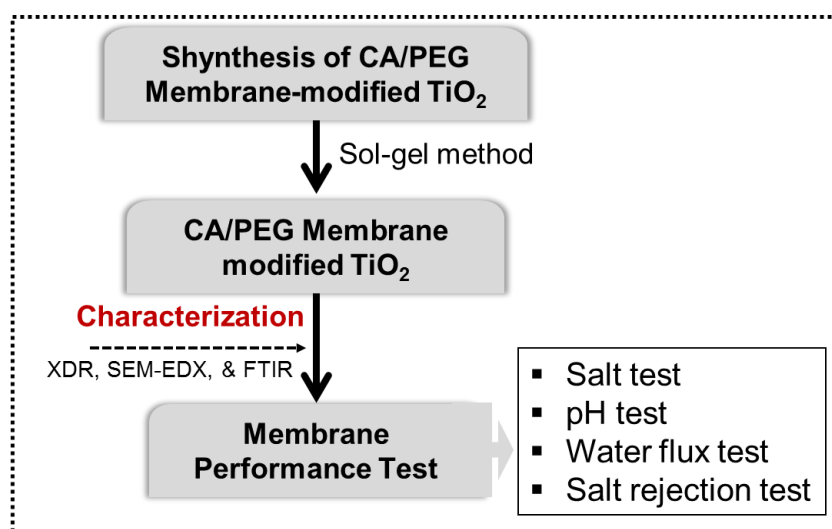 Shynthesis of CA/PEG
Membrane-modified TiO₂
Sol-gel method
CA/PEG Membrane
modified TiO₂
Characterization
XDR, SEM-EDX, & FTIR
Membrane
Performance Test
▪ Salt test
▪ pH test
▪ Water flux test
▪ Salt rejection test